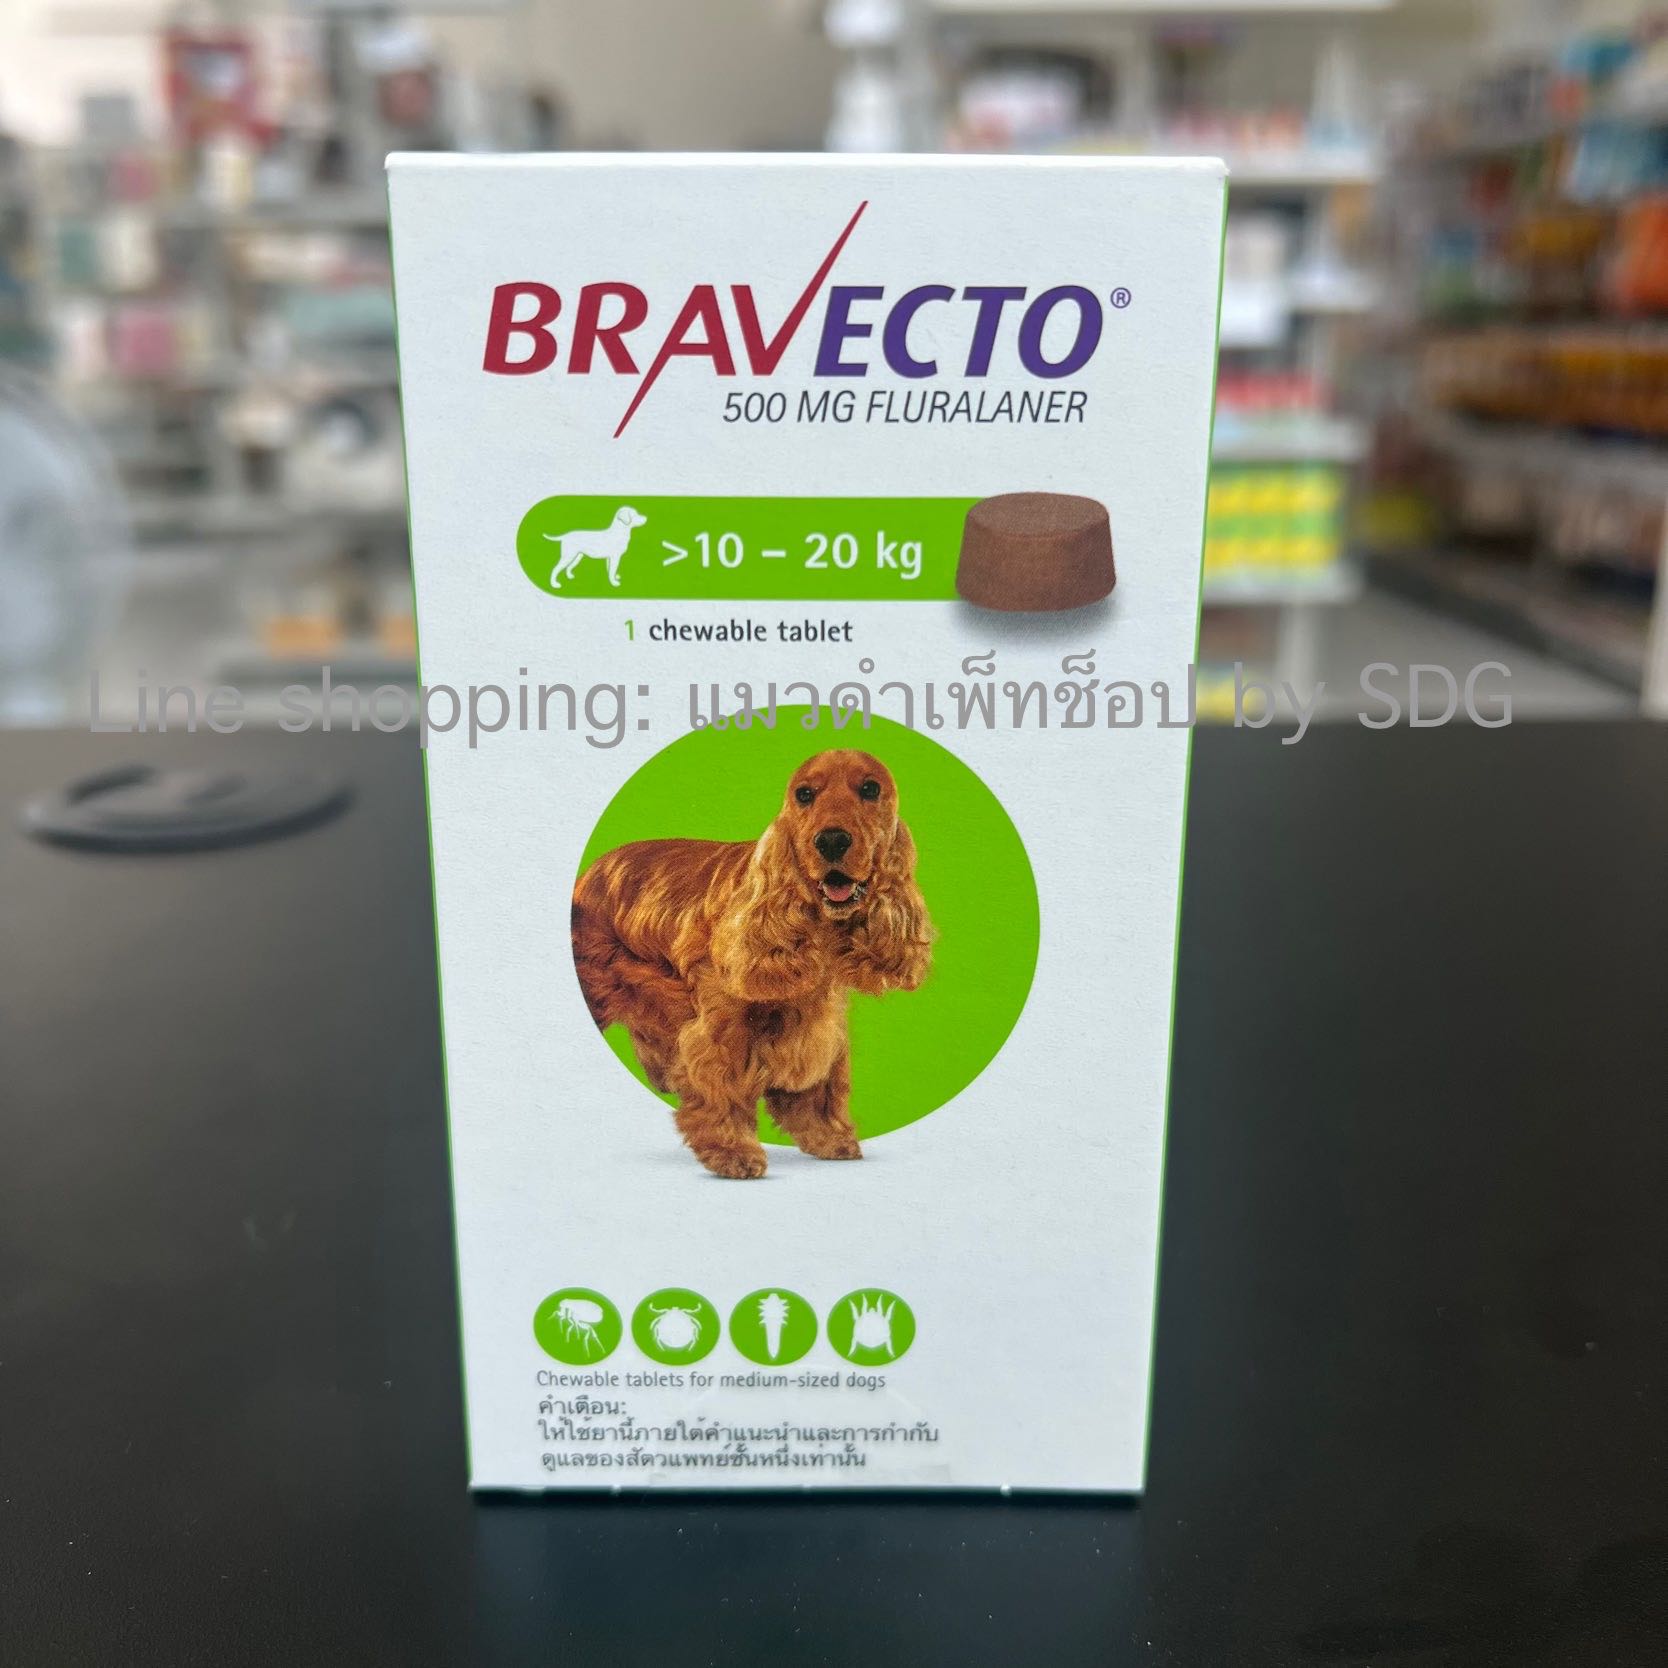 BRAVECTO®
500 MG FLURALANER
>10 – 20 kg
1 chewable tablet
Line shopping: แมวดำเพ็ทช็อป by SDG
Chewable tablets for medium-sized dogs
คำเตือน:
ให้ใช้ยานี้ภายใต้คำแนะนำและการกำกับ
ดูแลของสัตวแพทย์ชั้นหนึ่งเท่านั้น